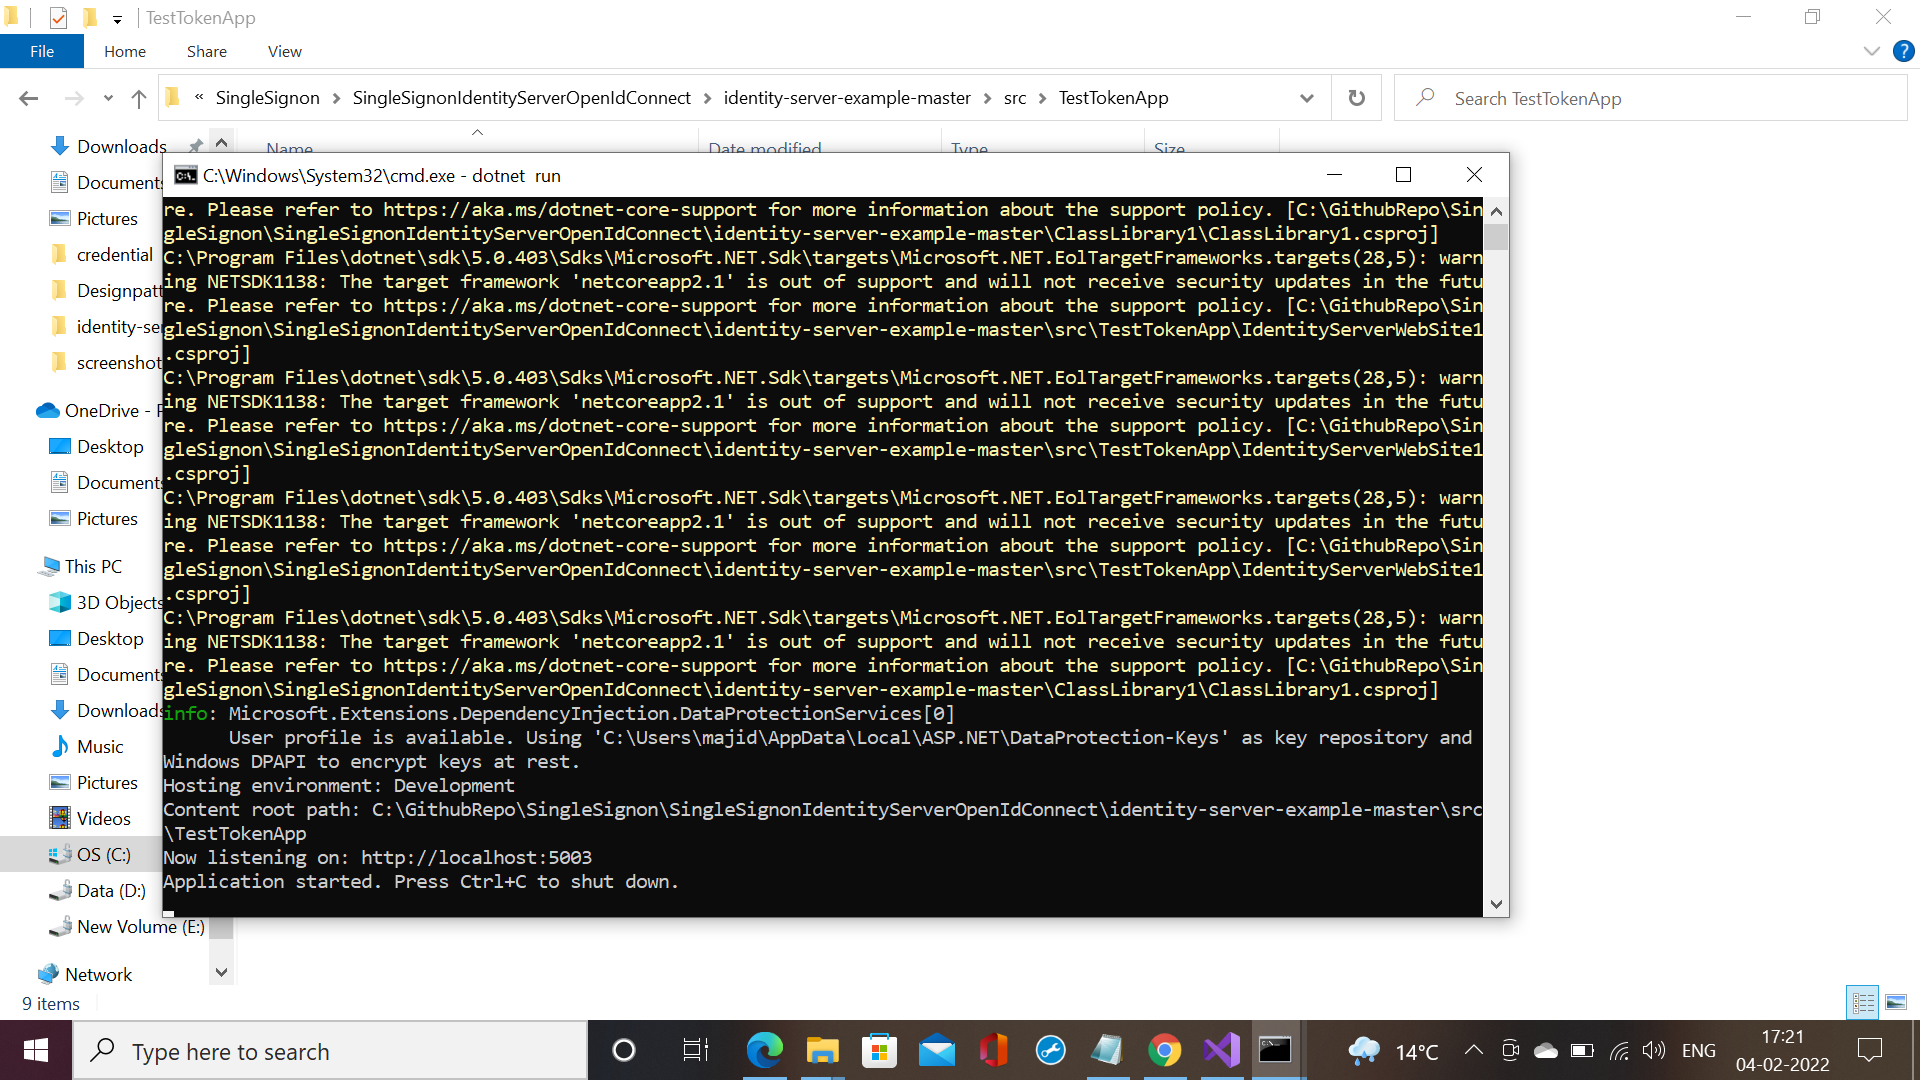 TestTokenApp
File
Home
Share
View
«
SingleSignon
SingleSignonIdentityServerOpenIdConnect
identity-server-example-master
src
TestTokenApp
Search TestTokenApp
Name
Date modified
Type
Size
Downloads
Documents
Pictures
credential
Designpatt
identity-se
screenshot
OneDrive - P
Desktop
Documents
Pictures
This PC
3D Objects
Desktop
Documents
Downloads
Music
Pictures
Videos
OS (C:)
Data (D:)
New Volume (E:)
Network
9 items
C:\Windows\System32\cmd.exe - dotnet  run
re. Please refer to https://aka.ms/dotnet-core-support for more information about the support policy. [C:\GithubRepo\Sin
gleSignon\SingleSignonIdentityServerOpenIdConnect\identity-server-example-master\ClassLibrary1\ClassLibrary1.csproj]
C:\Program Files\dotnet\sdk\5.0.403\Sdks\Microsoft.NET.Sdk\targets\Microsoft.NET.EolTargetFrameworks.targets(28,5): warn
ing NETSDK1138: The target framework 'netcoreapp2.1' is out of support and will not receive security updates in the futu
re. Please refer to https://aka.ms/dotnet-core-support for more information about the support policy. [C:\GithubRepo\Sin
gleSignon\SingleSignonIdentityServerOpenIdConnect\identity-server-example-master\src\TestTokenApp\IdentityServerWebSite1
.csproj]
C:\Program Files\dotnet\sdk\5.0.403\Sdks\Microsoft.NET.Sdk\targets\Microsoft.NET.EolTargetFrameworks.targets(28,5): warn
ing NETSDK1138: The target framework 'netcoreapp2.1' is out of support and will not receive security updates in the futu
re. Please refer to https://aka.ms/dotnet-core-support for more information about the support policy. [C:\GithubRepo\Sin
gleSignon\SingleSignonIdentityServerOpenIdConnect\identity-server-example-master\src\TestTokenApp\IdentityServerWebSite1
.csproj]
C:\Program Files\dotnet\sdk\5.0.403\Sdks\Microsoft.NET.Sdk\targets\Microsoft.NET.EolTargetFrameworks.targets(28,5): warn
ing NETSDK1138: The target framework 'netcoreapp2.1' is out of support and will not receive security updates in the futu
re. Please refer to https://aka.ms/dotnet-core-support for more information about the support policy. [C:\GithubRepo\Sin
gleSignon\SingleSignonIdentityServerOpenIdConnect\identity-server-example-master\src\TestTokenApp\IdentityServerWebSite1
.csproj]
C:\Program Files\dotnet\sdk\5.0.403\Sdks\Microsoft.NET.Sdk\targets\Microsoft.NET.EolTargetFrameworks.targets(28,5): warn
ing NETSDK1138: The target framework 'netcoreapp2.1' is out of support and will not receive security updates in the futu
re. Please refer to https://aka.ms/dotnet-core-support for more information about the support policy. [C:\GithubRepo\Sin
gleSignon\SingleSignonIdentityServerOpenIdConnect\identity-server-example-master\ClassLibrary1\ClassLibrary1.csproj]
info: Microsoft.Extensions.DependencyInjection.DataProtectionServices[0]
      User profile is available. Using 'C:\Users\majid\AppData\Local\ASP.NET\DataProtection-Keys' as key repository and
Windows DPAPI to encrypt keys at rest.
Hosting environment: Development
Content root path: C:\GithubRepo\SingleSignon\SingleSignonIdentityServerOpenIdConnect\identity-server-example-master\src
\TestTokenApp
Now listening on: http://localhost:5003
Application started. Press Ctrl+C to shut down.
Type here to search
14°C
ENG
17:21
04-02-2022